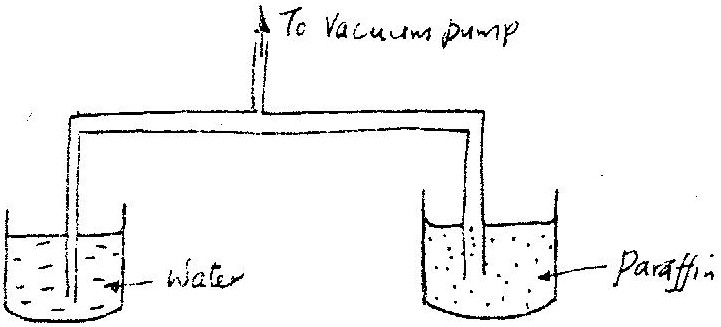 To Vacuum pump
Water
Paraffin